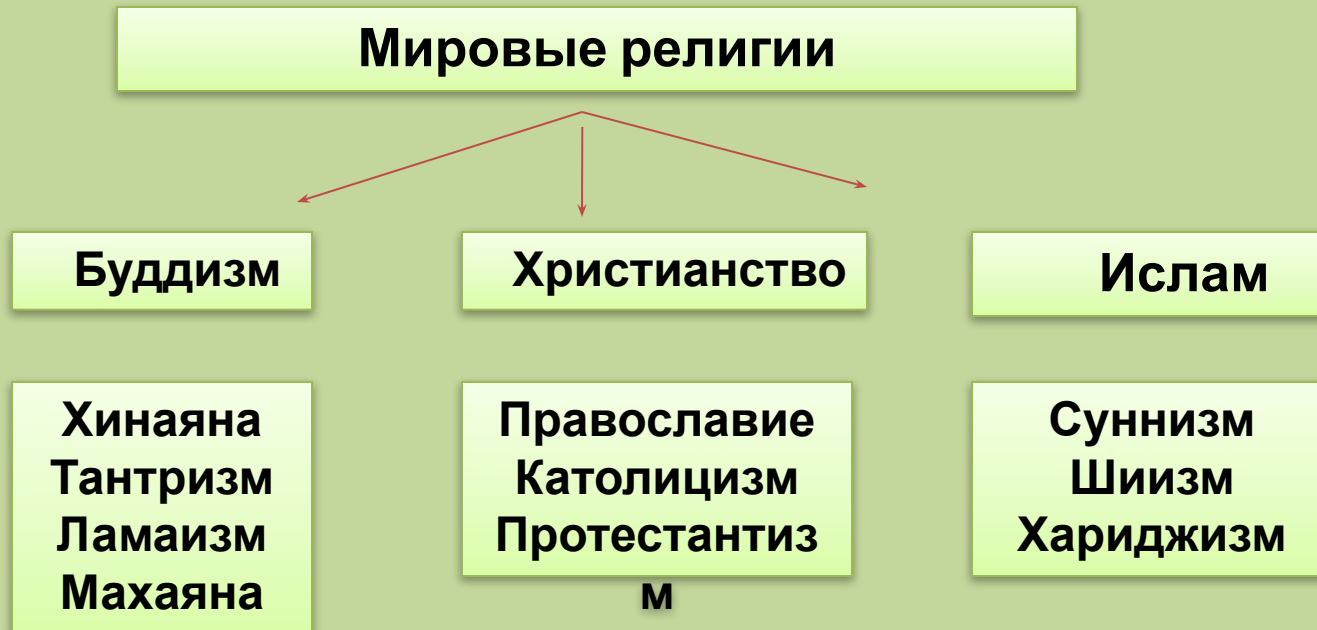 Мировые религии
Буддизм
Христианство
Ислам
Хинаяна
Тантризм
Ламаизм
Махаяна
Православие
Католицизм
Протестантиз
м
Суннизм
Шиизм
Хариджизм